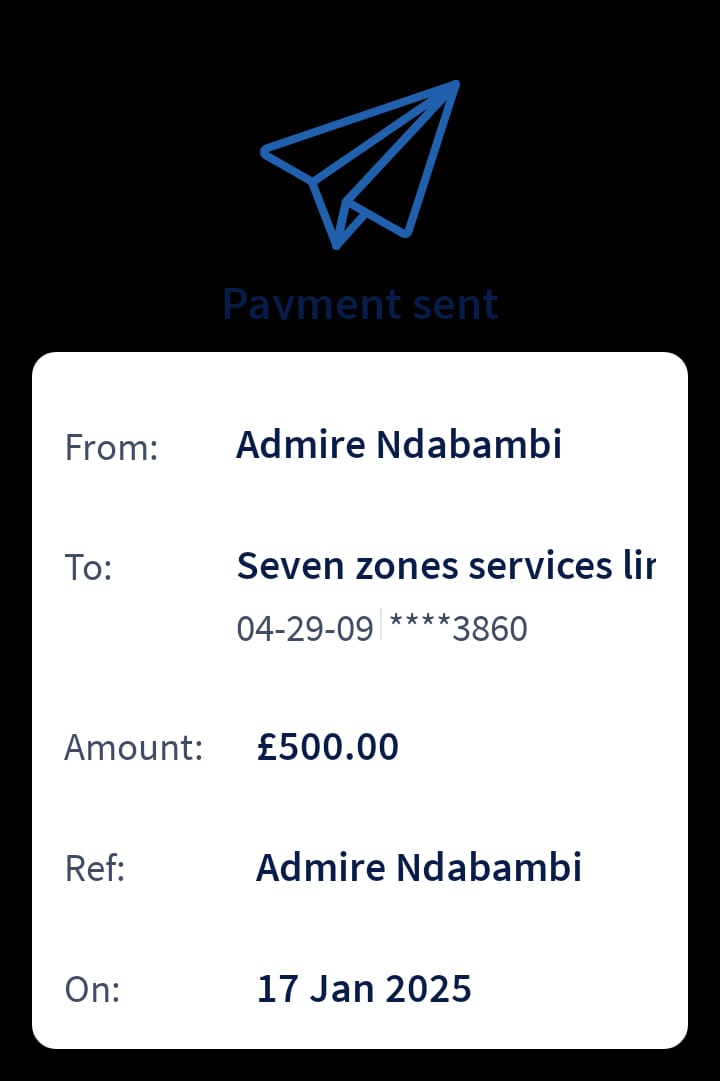 Payment sent
From: Admire Ndabambi
To: Seven zones services lir
04-29-09 ****3860
Amount: £500.00
Ref: Admire Ndabambi
On: 17 Jan 2025